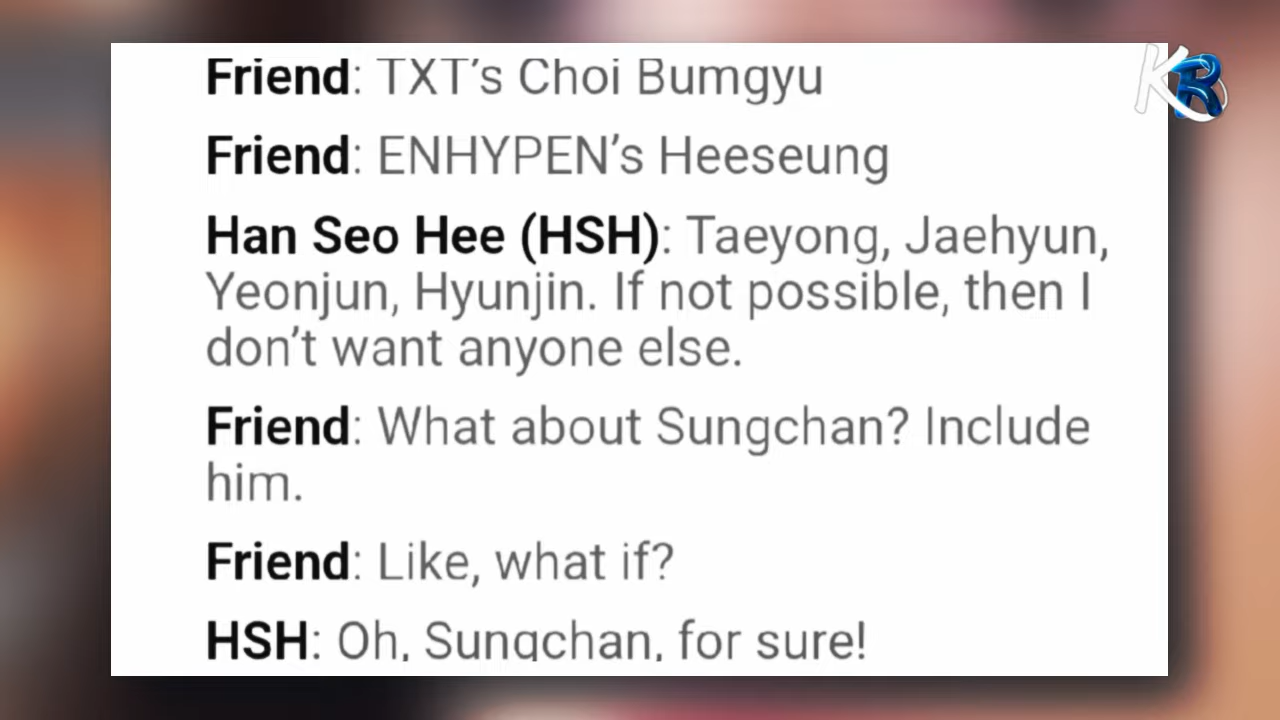 KR
Friend: TXT's Choi Bumgyu
Friend: ENHYPEN's Heeseung
Han Seo Hee (HSH): Taeyong, Jaehyun,
Yeonjun, Hyunjin. If not possible, then I
don't want anyone else.
Friend: What about Sungchan? Include
him.
Friend: Like, what if?
HSH: Oh, Sungchan, for sure!